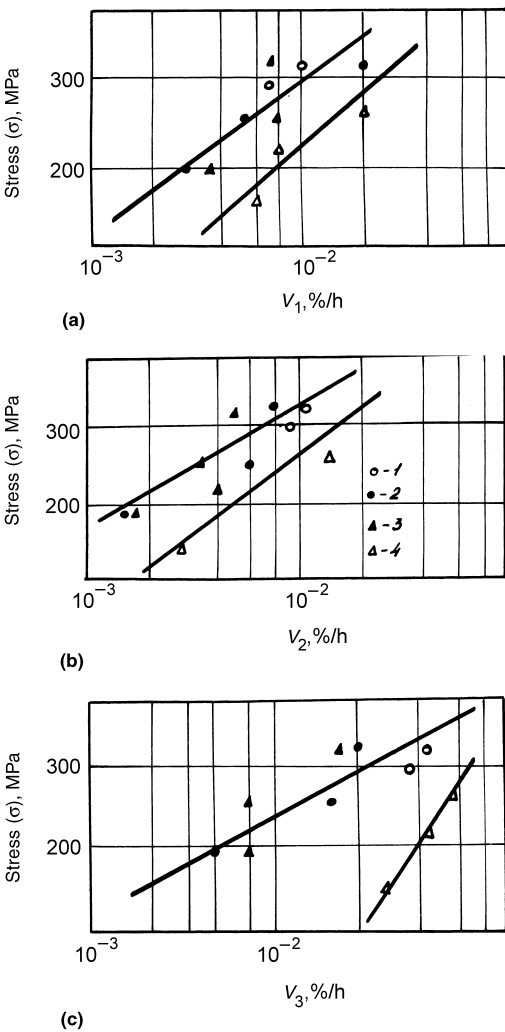 Stress (σ), MPa
300
200
10⁻³
10⁻²
V₁,%/h
(a)
Stress (σ), MPa
300
200
-1
-2
-3
-4
10⁻³
10⁻²
V₂,%/h
(b)
Stress (σ), MPa
300
200
10⁻³
10⁻²
V₃,%/h
(c)